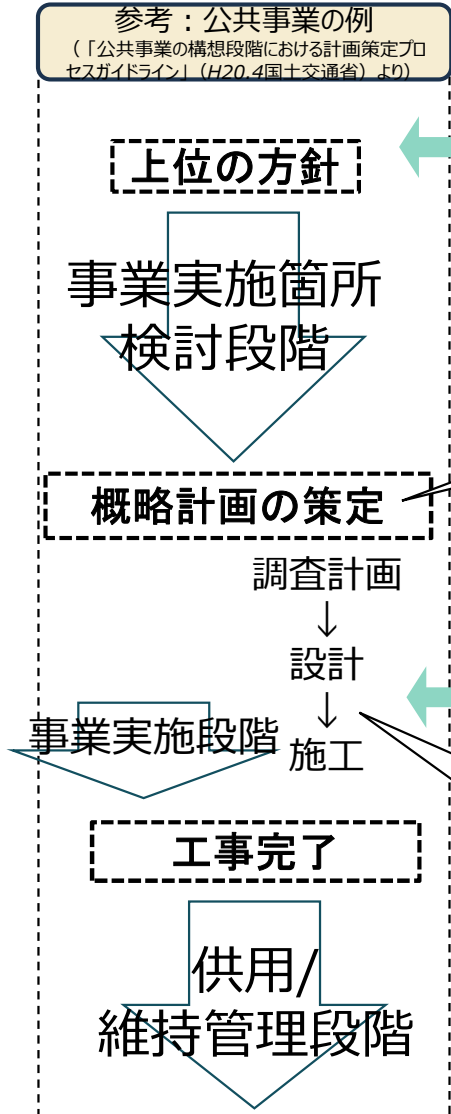 参考：公共事業の例
（「公共事業の構想段階における計画策定プロ
セスガイドライン」（H20.4国土交通省）より）
上位の方針
事業実施箇所
検討段階
概略計画の策定
調査計画
↓
設計
↓
事業実施段階
施工
工事完了
供用/
維持管理段階